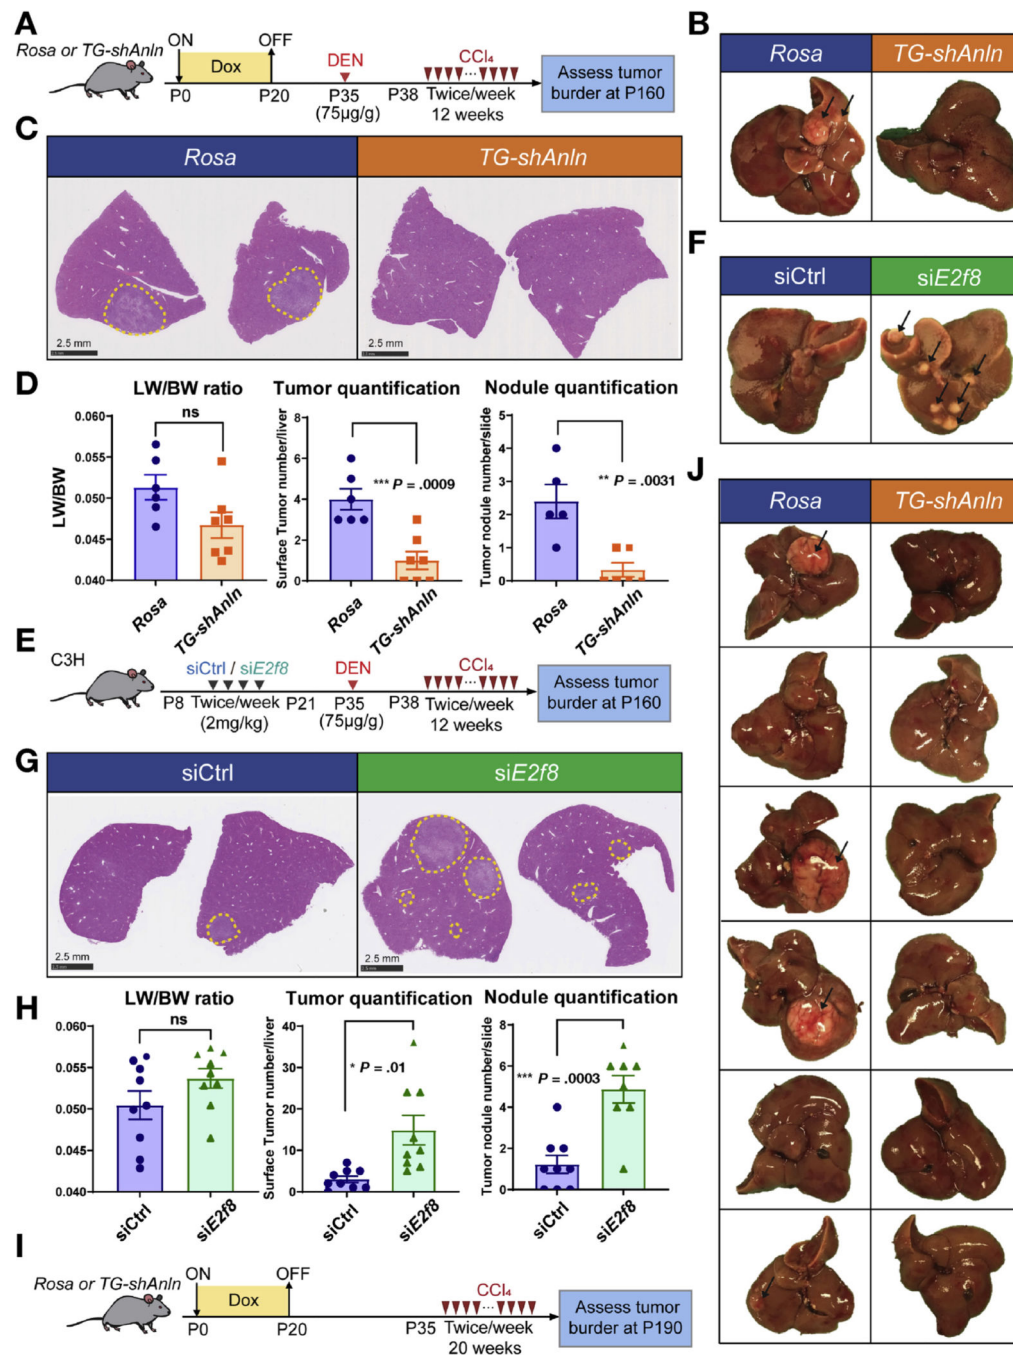 A
Rosa or TG-shAnln
ON
OFF
Dox
DEN
CCl₄
P0
P20
P35
(75μg/g)
P38
Twice/week
12 weeks
Assess tumor
burder at P160
B
Rosa
TG-shAnln
C
Rosa
TG-shAnln
2.5 mm
2.5 mm
D
LW/BW ratio
ns
LW/BW
0.060
0.055
0.050
0.045
0.040
Rosa
TG-shAnln
Tumor quantification
Surface Tumor number/liver
8
6
4
2
0
*** P = .0009
Rosa
TG-shAnln
Nodule quantification
Tumor nodule number/slide
5
4
3
2
1
0
** P = .0031
Rosa
TG-shAnln
E
C3H
siCtrl / siE2f8
DEN
CCl₄
P8
Twice/week
(2mg/kg)
P21
P35
(75μg/g)
P38
Twice/week
12 weeks
Assess tumor
burder at P160
F
siCtrl
siE2f8
G
siCtrl
siE2f8
2.5 mm
2.5 mm
H
LW/BW ratio
ns
0.060
0.055
0.050
0.045
0.040
siCtrl
siE2f8
Tumor quantification
Surface Tumor number/liver
40
30
20
10
0
* P = .01
siCtrl
siE2f8
Nodule quantification
Tumor nodule number/slide
8
6
4
2
0
*** P = .0003
siCtrl
siE2f8
I
Rosa or TG-shAnln
ON
OFF
Dox
CCl₄
P0
P20
P35
Twice/week
20 weeks
Assess tumor
burder at P190
J
Rosa
TG-shAnln